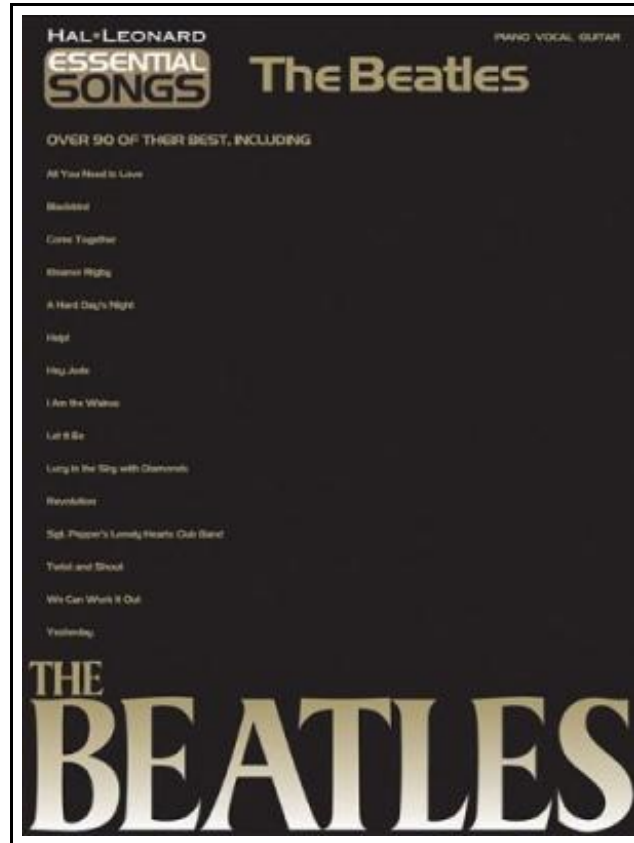 HAL•LEONARD
PIANO VOCAL GUITAR
ESSENTIAL
SONGS
The Beatles
OVER 90 OF THEIR BEST, INCLUDING
All You Need Is Love
Blackbird
Come Together
Eleanor Rigby
A Hard Day's Night
Help!
Hey Jude
I Am the Walrus
Let It Be
Lucy in the Sky with Diamonds
Revolution
Sgt. Pepper's Lonely Hearts Club Band
Twist and Shout
We Can Work It Out
Yesterday
THE
BEATLES